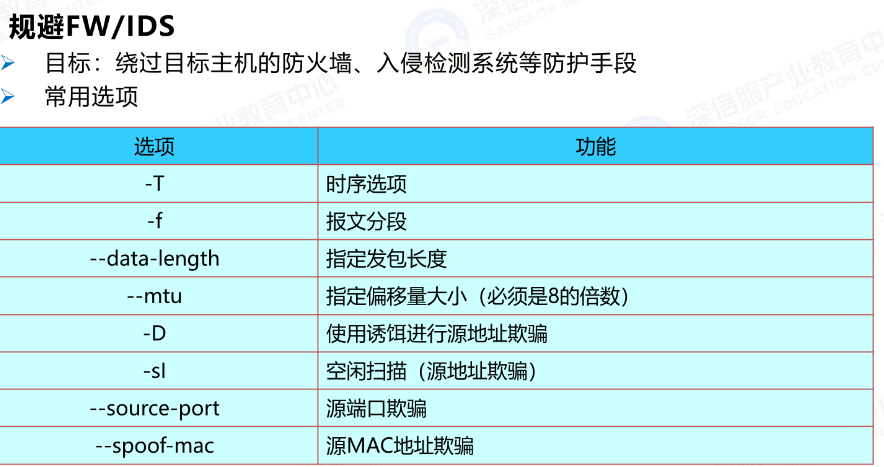 规避FW/IDS
目标：绕过目标主机的防火墙、入侵检测系统等防护手段
常用选项
选项 功能
-T 时序选项
-f 报文分段
--data-length 指定发包长度
--mtu 指定偏移量大小（必须是8的倍数）
-D 使用诱饵进行源地址欺骗
-sl 空闲扫描（源地址欺骗）
--source-port 源端口欺骗
--spoof-mac 源MAC地址欺骗
深信服产业教育中心
SANGFOR EDUCATION CENTER